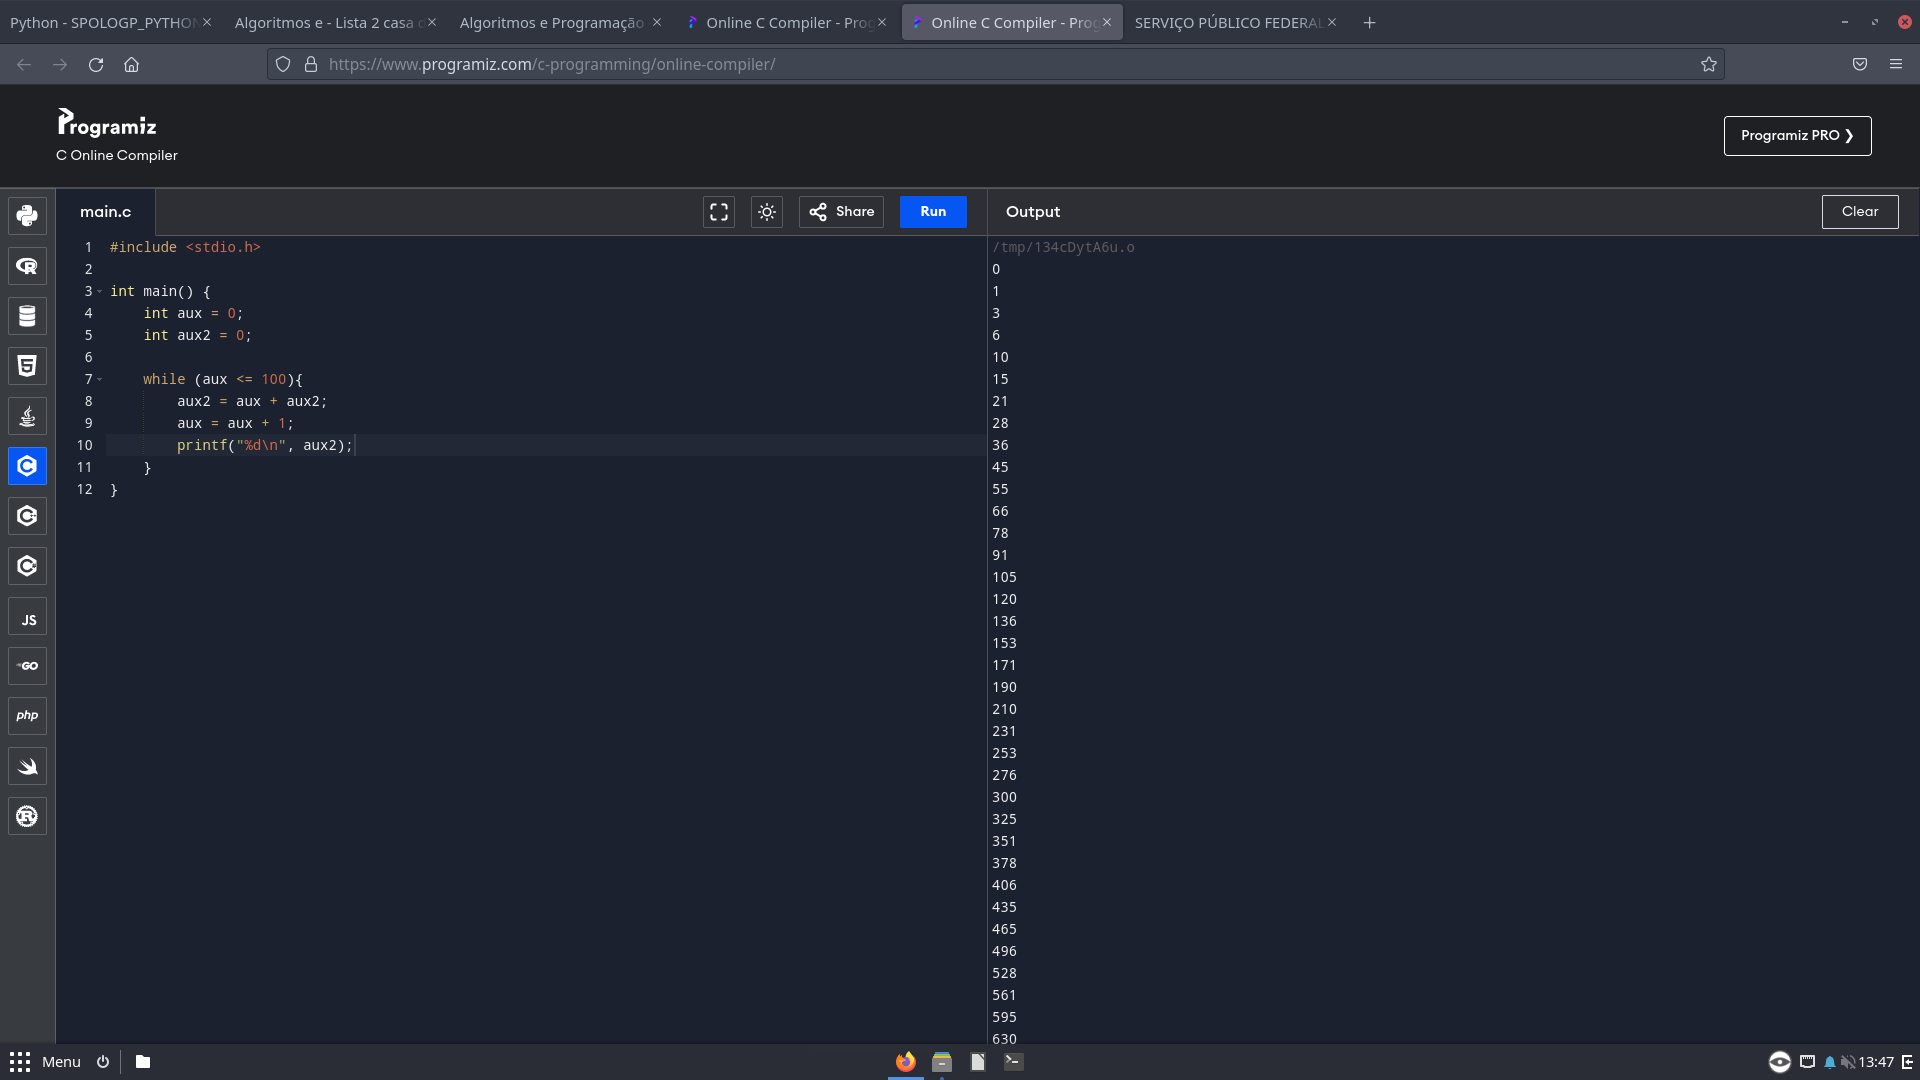 Python - SPOLOGP_PYTHON
Algoritmos e - Lista 2 casa d
Algoritmos e Programação
Online C Compiler - Prog
Online C Compiler - Prog
SERVIÇO PÚBLICO FEDERAL
https://www.programiz.com/c-programming/online-compiler/
Programiz
C Online Compiler
Programiz PRO ❯
main.c
Share
Run
Output
Clear
1 #include <stdio.h>
2
3 int main() {
4     int aux = 0;
5     int aux2 = 0;
6
7     while (aux <= 100){
8         aux2 = aux + aux2;
9         aux = aux + 1;
10         printf("%d\n", aux2);
11     }
12 }
/tmp/134cDytA6u.o
0
1
3
6
10
15
21
28
36
45
55
66
78
91
105
120
136
153
171
190
210
231
253
276
300
325
351
378
406
435
465
496
528
561
595
630
R
5
C
C
C
JS
GO
php
R
Menu
13:47